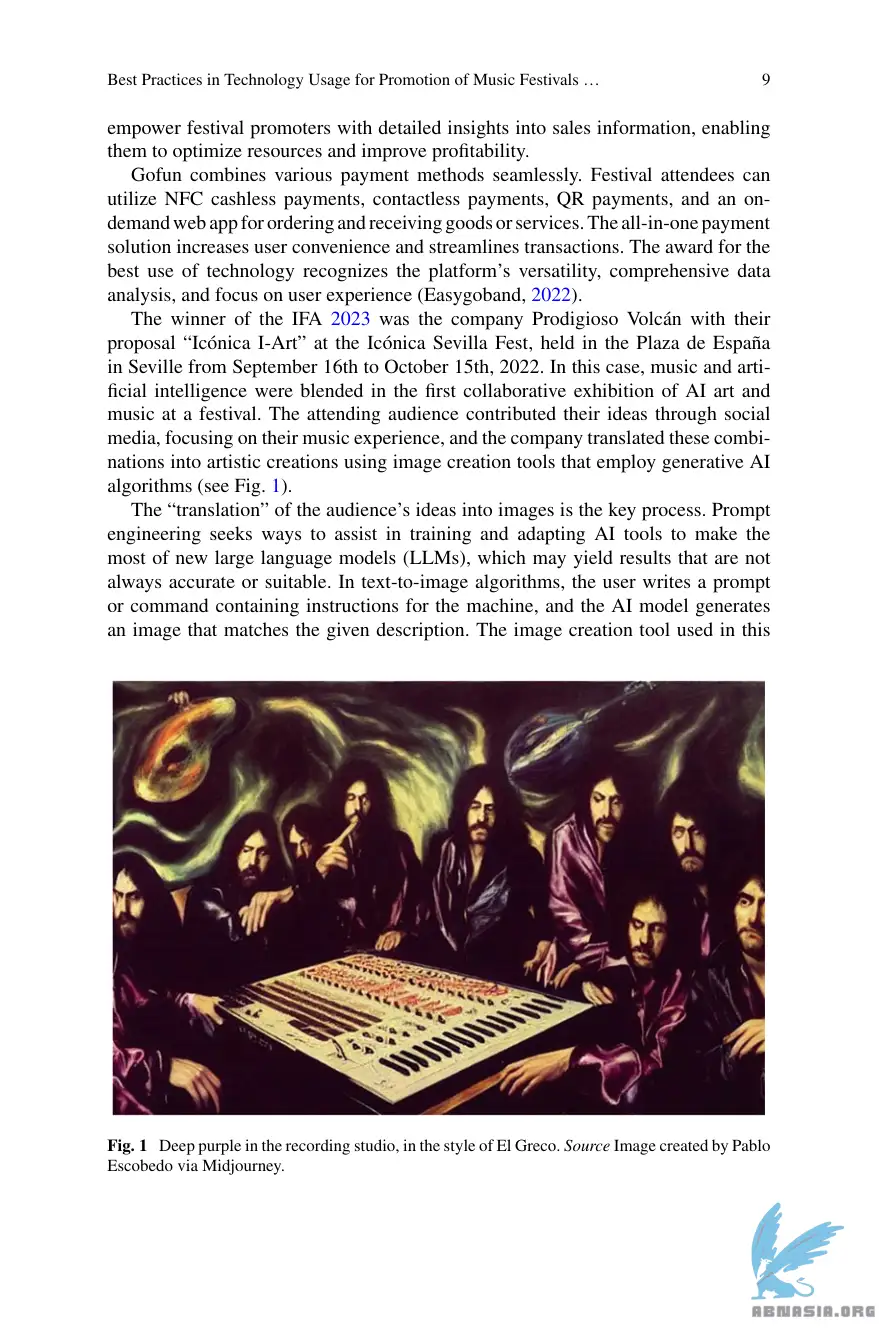 Best Practices in Technology Usage for Promotion of Music Festivals … 9
empower festival promoters with detailed insights into sales information, enabling
them to optimize resources and improve profitability.
Gofun combines various payment methods seamlessly. Festival attendees can
utilize NFC cashless payments, contactless payments, QR payments, and an on-
demand web app for ordering and receiving goods or services. The all-in-one payment
solution increases user convenience and streamlines transactions. The award for the
best use of technology recognizes the platform’s versatility, comprehensive data
analysis, and focus on user experience (Easygoband, 2022).
The winner of the IFA 2023 was the company Prodigioso Volcán with their
proposal “Icónica I-Art” at the Icónica Sevilla Fest, held in the Plaza de España
in Seville from September 16th to October 15th, 2022. In this case, music and arti-
ficial intelligence were blended in the first collaborative exhibition of AI art and
music at a festival. The attending audience contributed their ideas through social
media, focusing on their music experience, and the company translated these combi-
nations into artistic creations using image creation tools that employ generative AI
algorithms (see Fig. 1).
The “translation” of the audience’s ideas into images is the key process. Prompt
engineering seeks ways to assist in training and adapting AI tools to make the
most of new large language models (LLMs), which may yield results that are not
always accurate or suitable. In text-to-image algorithms, the user writes a prompt
or command containing instructions for the machine, and the AI model generates
an image that matches the given description. The image creation tool used in this
Fig. 1 Deep purple in the recording studio, in the style of El Greco. Source Image created by Pablo
Escobedo via Midjourney.
ABNASIA.ORG